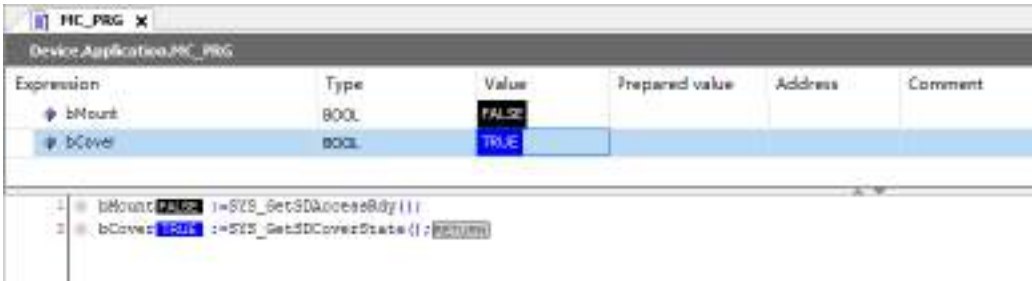 MC_PRG X
Device.Application.MC_PRG
Expression Type Value Prepared value Address Comment
bMount BOOL FALSE
bCover BOOL TRUE
1 bMount FALSE :=SYS_GetSDAccessRdy();
2 bCover TRUE :=SYS_GetSDCoverState(); RETURN